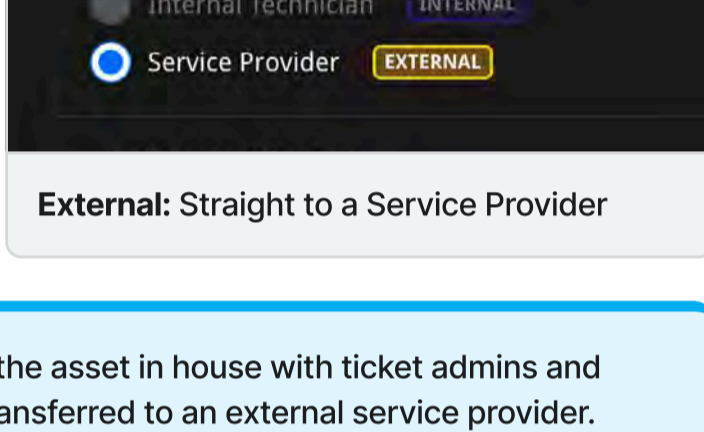 Internal Technician INTERNAL
Service Provider EXTERNAL
External: Straight to a Service Provider
the asset in house with ticket admins and
ansferred to an external service provider.